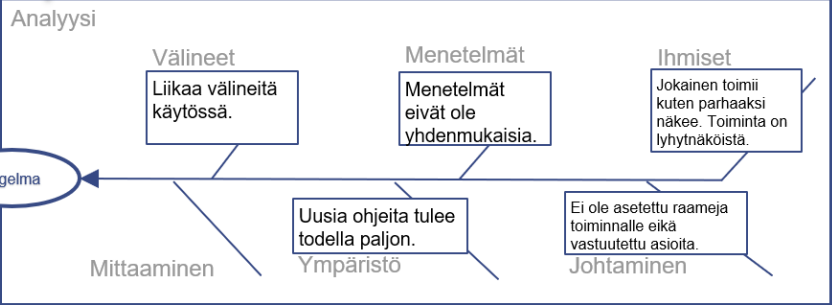 Analyysi
Välineet
Liikaa välineitä
käytössä.
Menetelmät
Menetelmät
eivät ole
yhdenmukaisia.
Ihmiset
Jokainen toimii
kuten parhaaksi
näkee. Toiminta on
lyhytnäköistä.
gelma
Mittaaminen
Uusia ohjeita tulee
todella paljon.
Ympäristö
Ei ole asetettu raameja
toiminnalle eikä
vastuutettu asioita.
Johtaminen